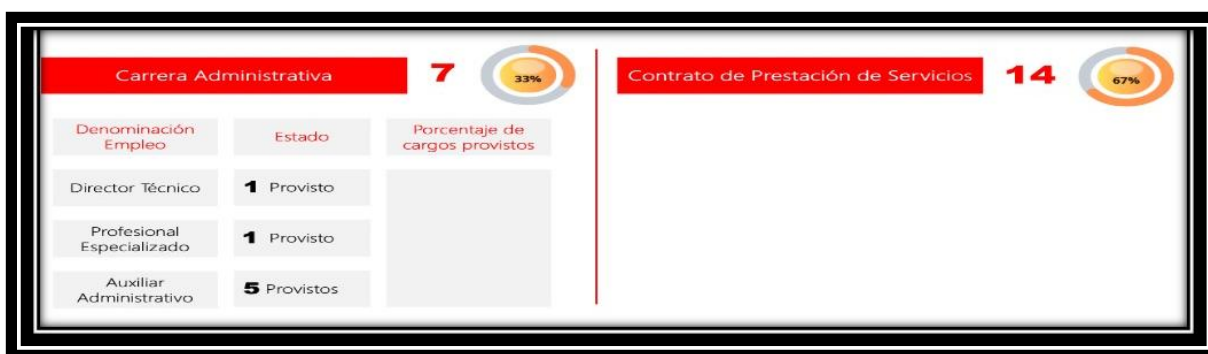 Carrera Administrativa 7 33%
Contrato de Prestación de Servicios 14 67%
Denominación
Empleo
Estado
Porcentaje de
cargos provistos
Director Técnico
1 Provisto
Profesional
Especializado
1 Provisto
Auxiliar
Administrativo
5 Provistos